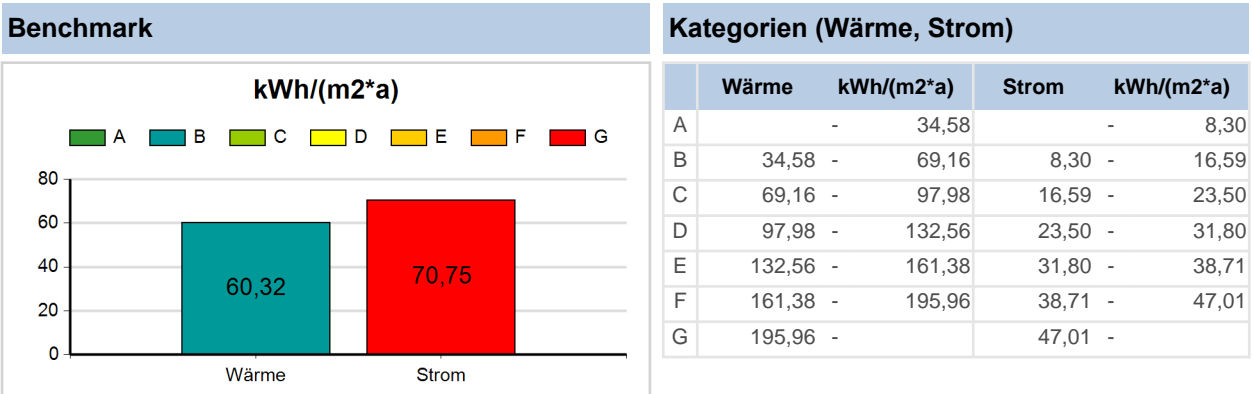 Benchmark
kWh/(m2*a)
A B C D E F G
80
60
40
20
0
60,32
70,75
Wärme Strom
Kategorien (Wärme, Strom)
Wärme kWh/(m2*a) Strom kWh/(m2*a)
A - 34,58 - 8,30
B 34,58 - 69,16 8,30 - 16,59
C 69,16 - 97,98 16,59 - 23,50
D 97,98 - 132,56 23,50 - 31,80
E 132,56 - 161,38 31,80 - 38,71
F 161,38 - 195,96 38,71 - 47,01
G 195,96 - 47,01 -